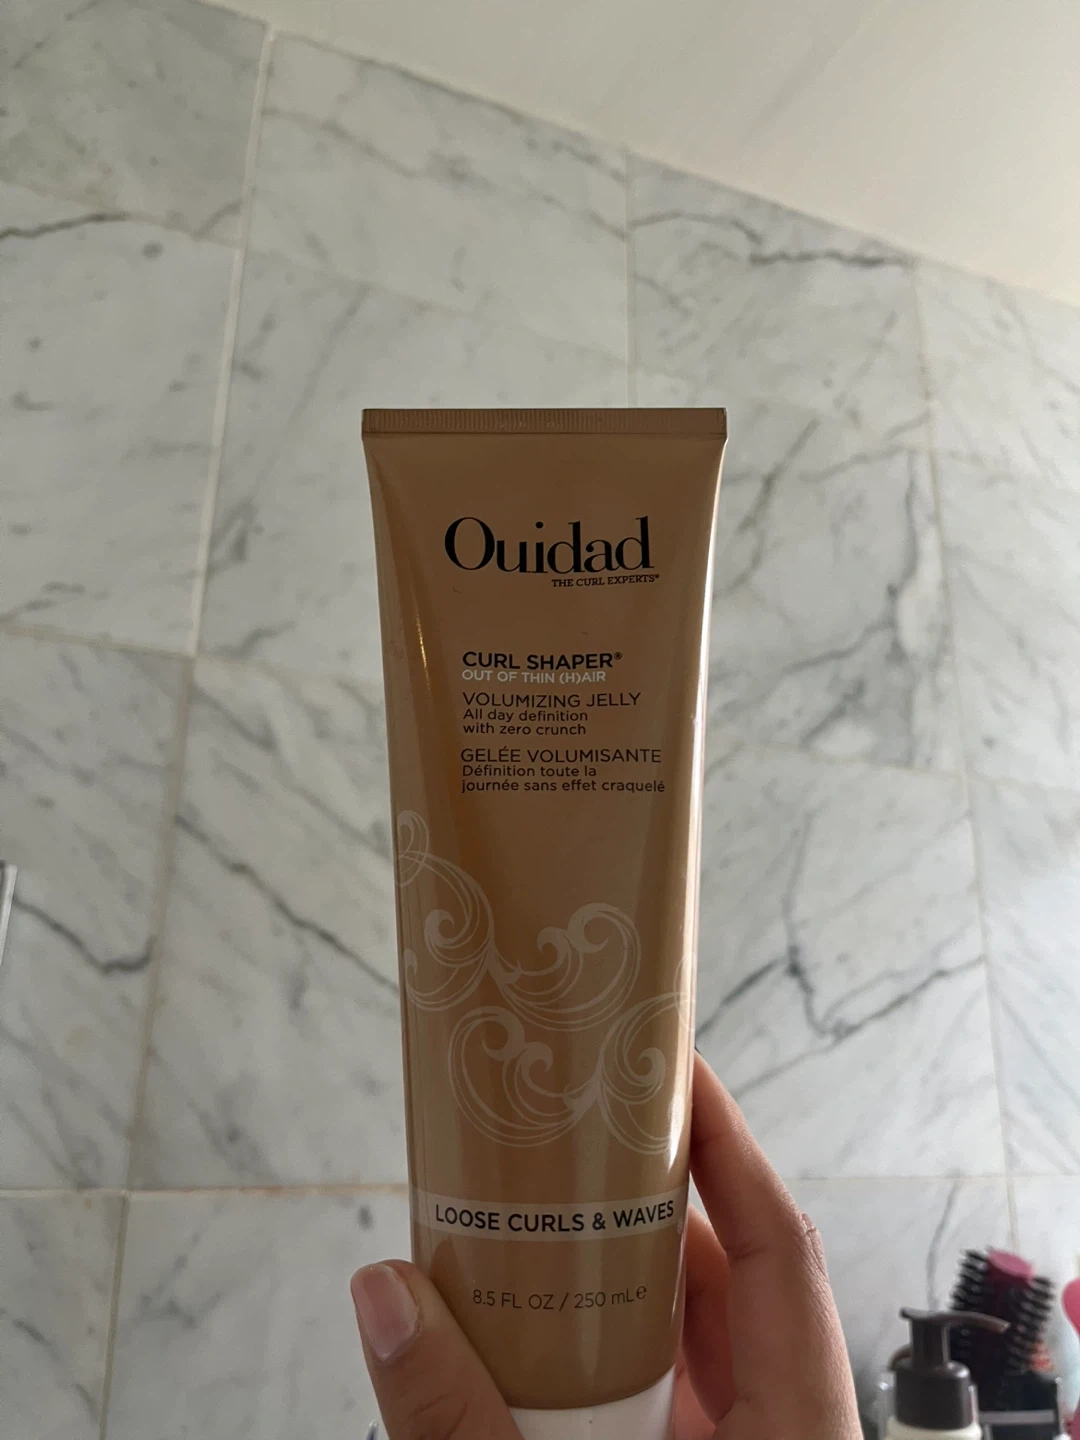 Ouidad
THE CURL EXPERTS®
CURL SHAPER®
OUT OF THIN (H)AIR
VOLUMIZING JELLY
All day definition
with zero crunch
GELÉE VOLUMISANTE
Définition toute la
journée sans effet craquelé
LOOSE CURLS & WAVES
8.5 FL OZ / 250 mL℮